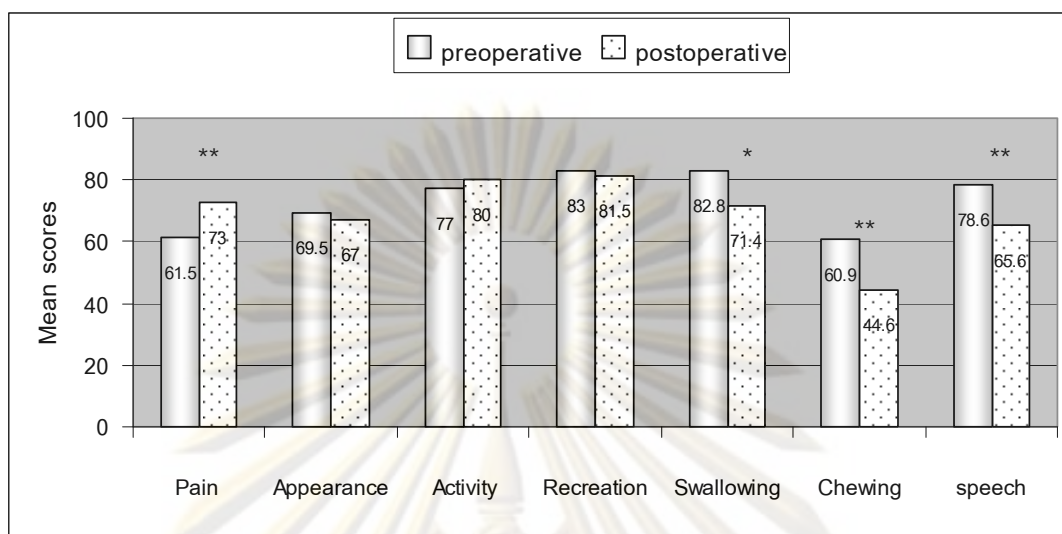 preoperative postoperative
Mean scores
100
80
60
40
20
0
** * ** **
61.5 73 69.5 67 77 80 83 81.5 82.8 71.4 60.9 44.6 78.6 65.6
Pain Appearance Activity Recreation Swallowing Chewing speech